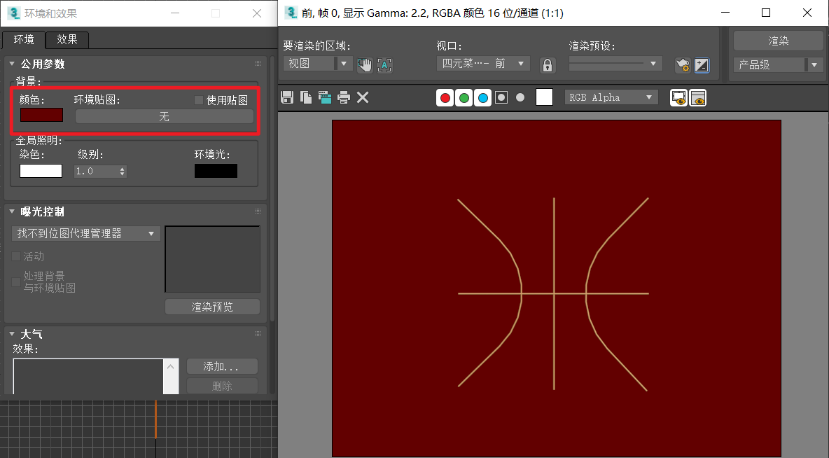 环境和效果
环境 效果
公用参数
背景:
颜色: 环境贴图: 使用贴图
无
全局照明:
染色: 级别: 环境光:
1.0
曝光控制
找不到位图代理管理器
活动
处理背景
与环境贴图
渲染预览
大气
效果:
添加...
删除
前, 帧 0, 显示 Gamma: 2.2, RGBA 颜色 16 位/通道 (1:1)
要渲染的区域: 视口: 渲染预设: 渲染
视图 四元菜…- 前 产品级
RGB Alpha